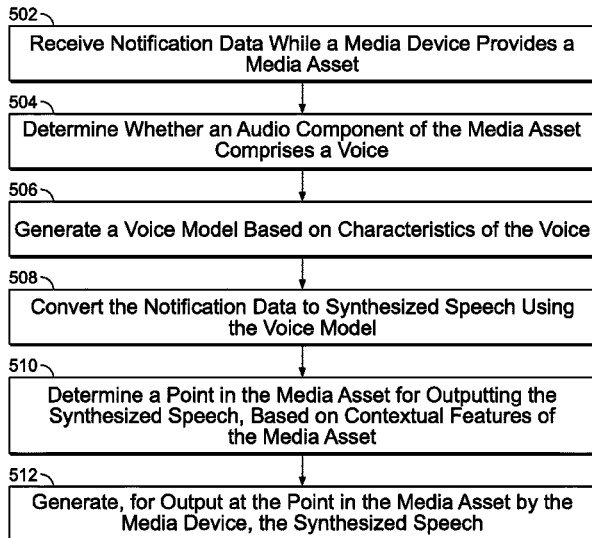 502
Receive Notification Data While a Media Device Provides a
Media Asset
504
Determine Whether an Audio Component of the Media Asset
Comprises a Voice
506
Generate a Voice Model Based on Characteristics of the Voice
508
Convert the Notification Data to Synthesized Speech Using
the Voice Model
510
Determine a Point in the Media Asset for Outputting the
Synthesized Speech, Based on Contextual Features of
the Media Asset
512
Generate, for Output at the Point in the Media Asset by the
Media Device, the Synthesized Speech